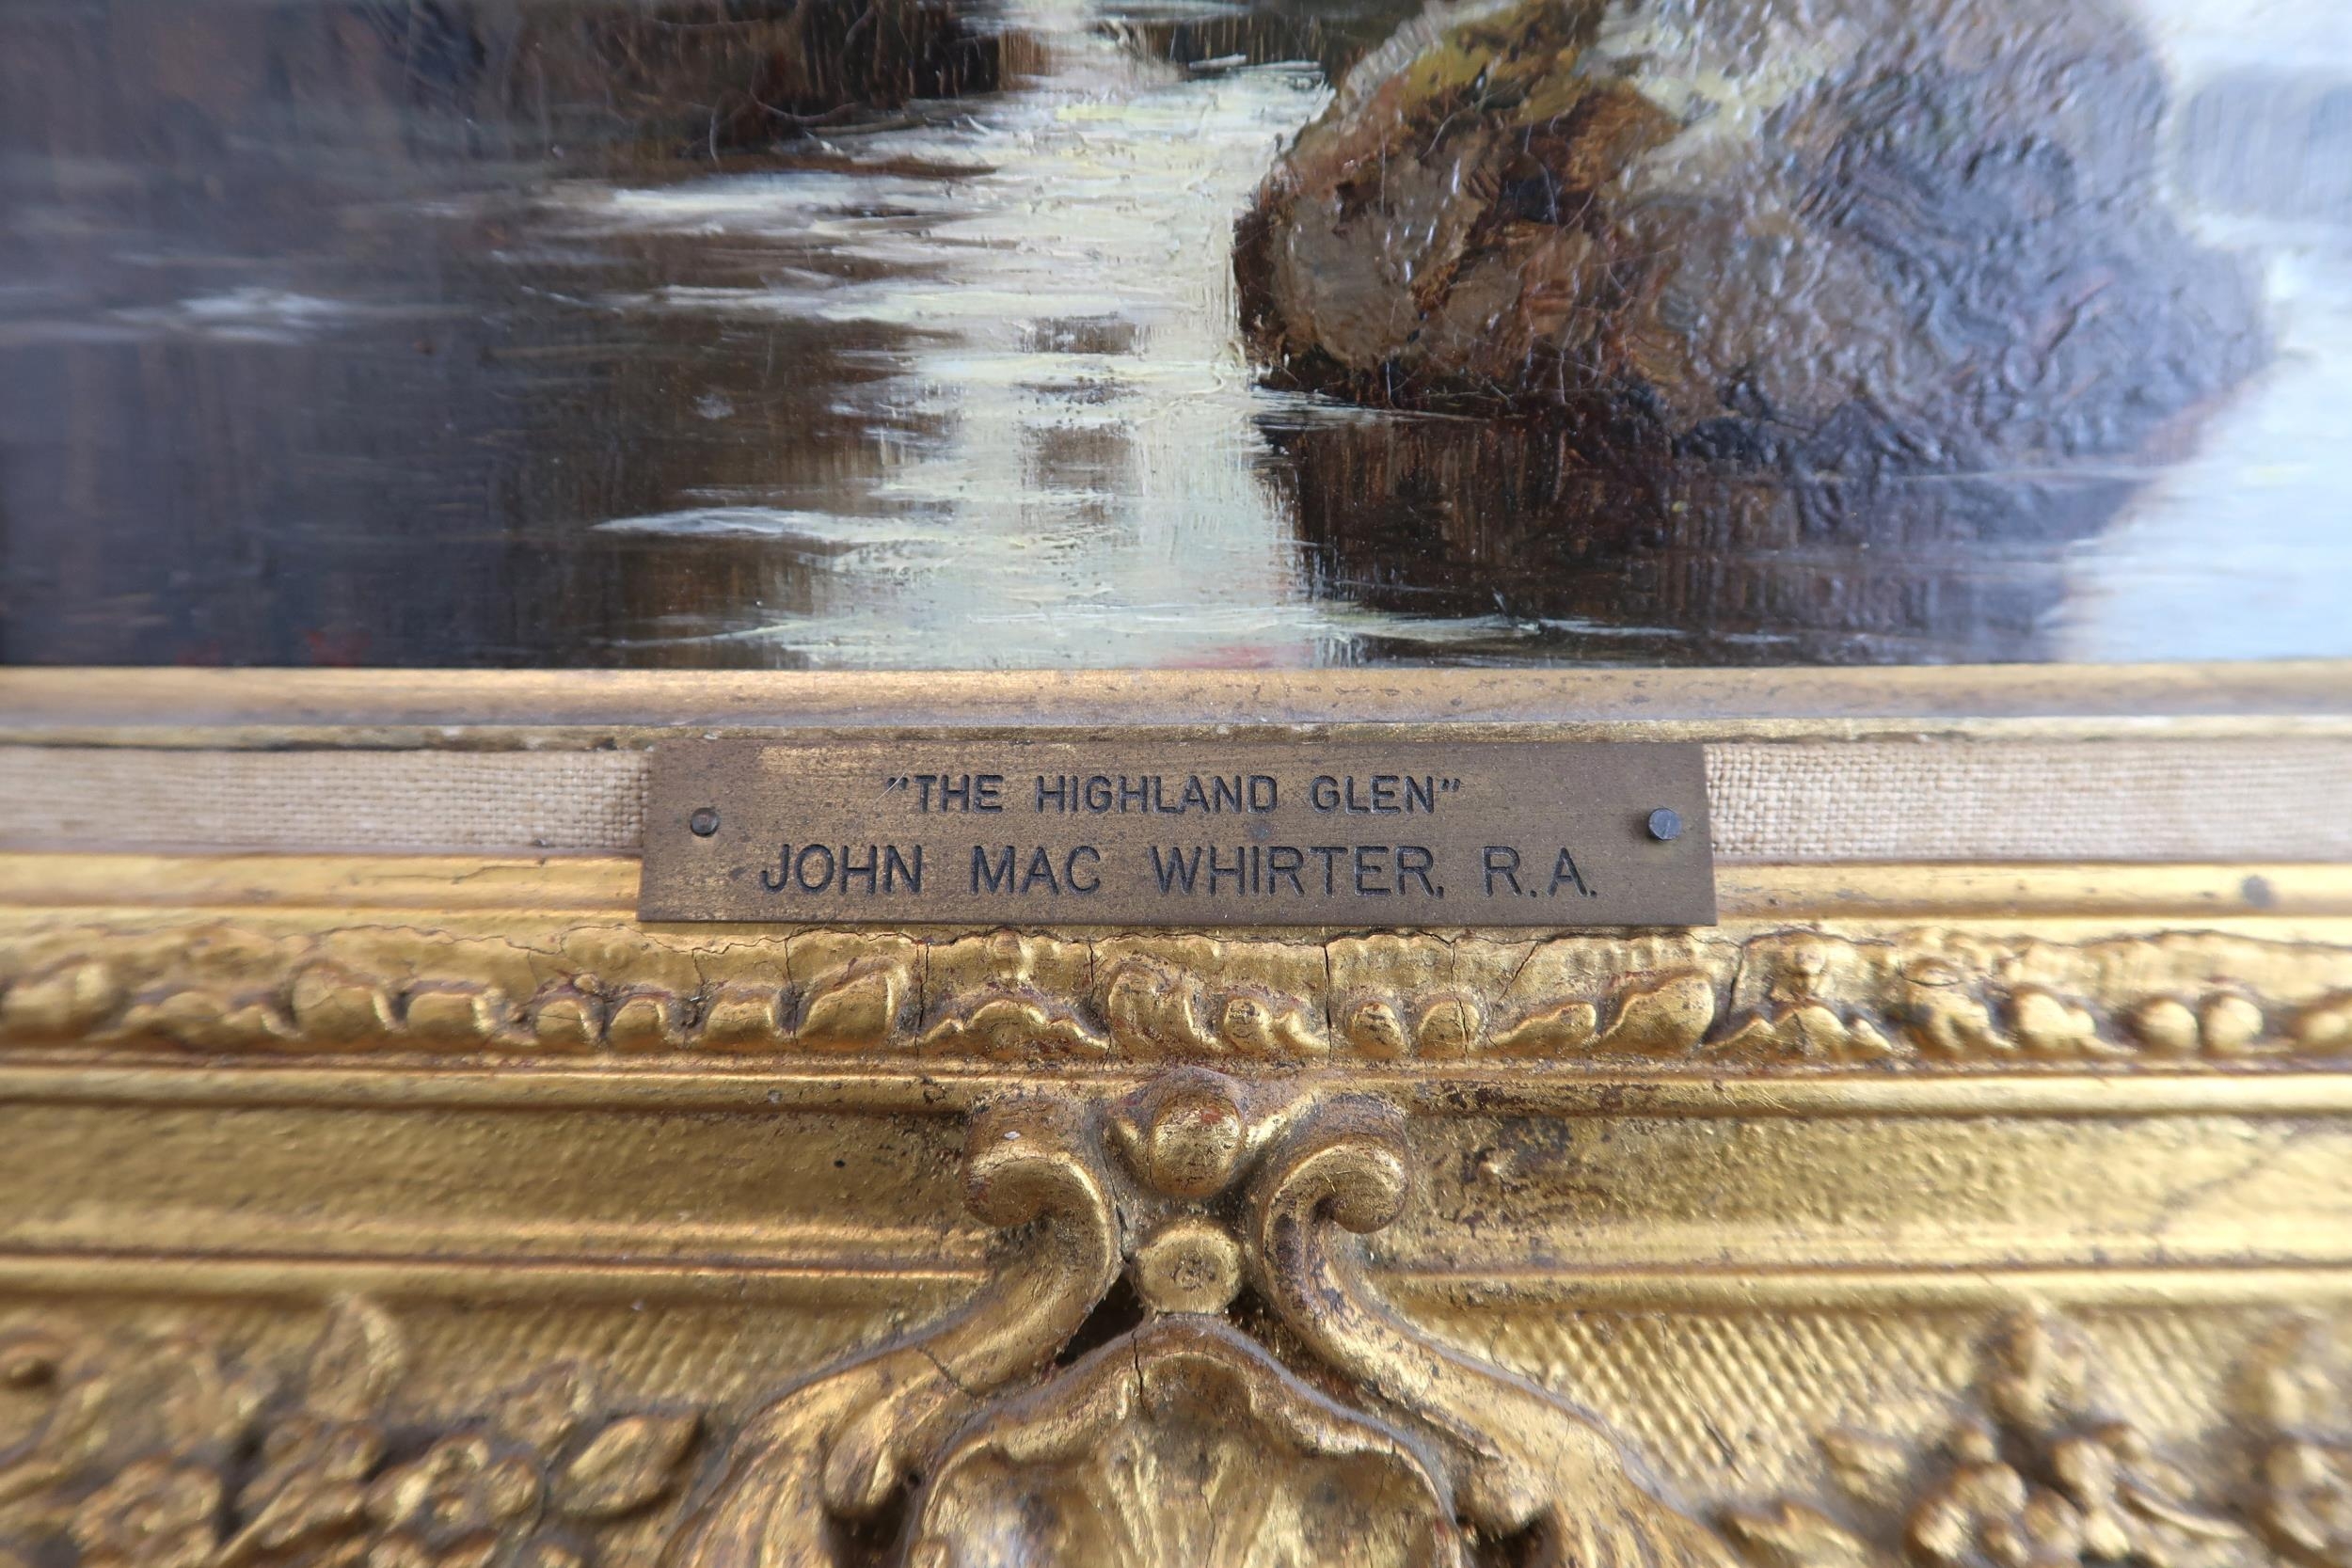 "THE HIGHLAND GLEN"
JOHN MAC WHIRTER, R.A.